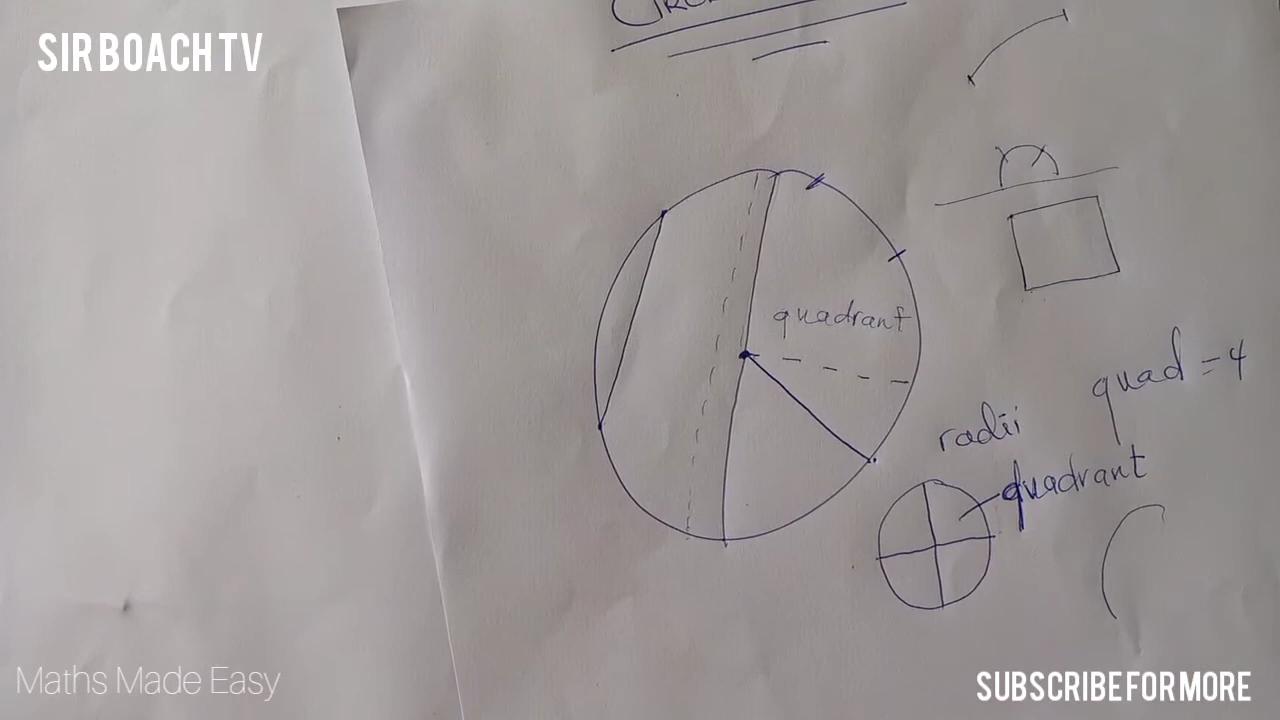 SIR BOACH TV
quadrant
quad = 4
radii
quadrant
Maths Made Easy
SUBSCRIBE FOR MORE